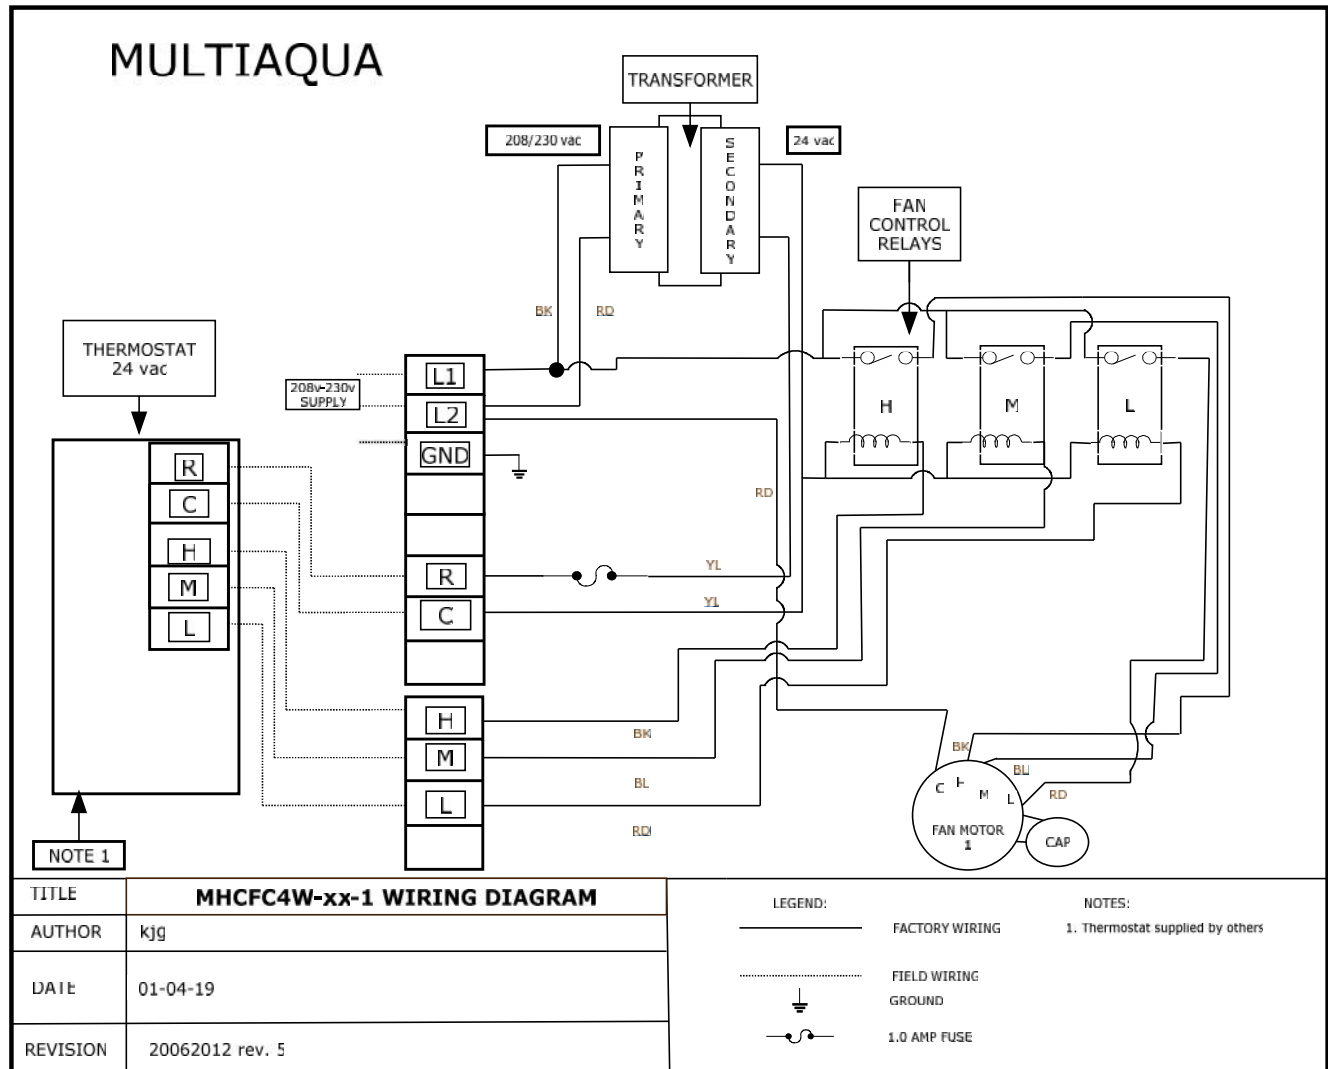 MULTIAQUA
TRANSFORMER
208/230 vac
PRIMARY
SECONDARY
24 vac
FAN
CONTROL
RELAYS
BK
RD
THERMOSTAT
24 vac
208v-230v
SUPPLY
L1
L2
GND
R
C
H
M
L
R
C
H
M
L
H
M
L
RD
YL
YL
BK
BL
RD
BK
BL
RD
C
H
M
L
FAN MOTOR
1
CAP
NOTE 1
TITLE
MHCFC4W-xx-1 WIRING DIAGRAM
AUTHOR
kjg
DATE
01-04-19
REVISION
20062012 rev. 5
LEGEND:
FACTORY WIRING
FIELD WIRING
GROUND
1.0 AMP FUSE
NOTES:
1. Thermostat supplied by others